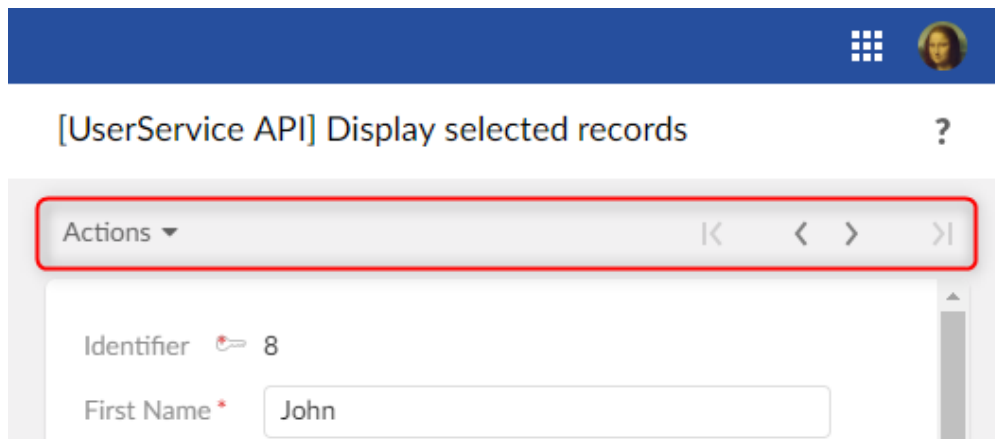 [UserService API] Display selected records ?
Actions
Identifier 8
First Name * John